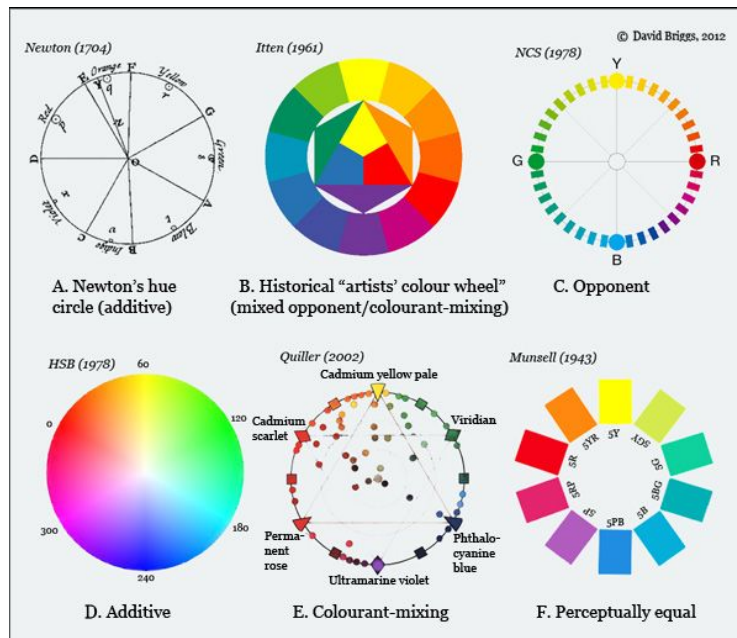 © David Briggs, 2012
Newton (1704)
Itten (1961)
NCS (1978)
Red
Orange
Yellow
Green
Blew
Indigo
Violet
D
E
F
G
A
B
C
O
p
q
r
s
t
v
x
Y
G
R
B
A. Newton's hue
circle (additive)
B. Historical “artists’ colour wheel”
(mixed opponent/colourant-mixing)
C. Opponent
HSB (1978)
60
0
120
300
180
240
D. Additive
Quiller (2002)
Cadmium yellow pale
Cadmium
scarlet
Viridian
Perma-
nent
rose
Phthalo-
cyanine
blue
Ultramarine violet
E. Colourant-mixing
Munsell (1943)
5Y
5YR
5GY
5R
5G
5RP
5BG
5P
5B
5PB
F. Perceptually equal